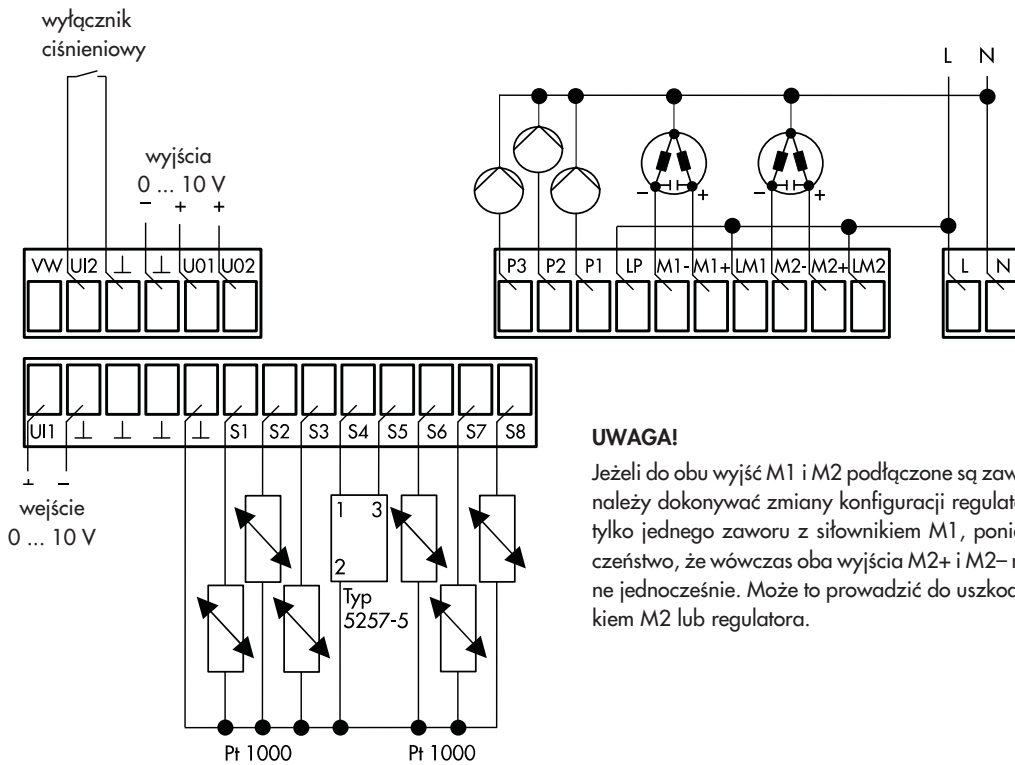 wyłącznik
ciśnieniowy
wyjścia
0 ... 10 V
– + +
VW UI2 ⊥ ⊥ U01 U02
L N
– + – +
P3 P2 P1 LP M1- M1+ LM1 M2- M2+ LM2
L N
UI1 ⊥ ⊥ ⊥ ⊥ S1 S2 S3 S4 S5 S6 S7 S8
+ –
wejście
0 ... 10 V
1 3
2
Typ
5257-5
Pt 1000 Pt 1000
UWAGA!
Jeżeli do obu wyjść M1 i M2 podłączone są zaw
należy dokonywać zmiany konfiguracji regulat
tylko jednego zaworu z siłownikiem M1, poni
czeństwo, że wówczas oba wyjścia M2+ i M2–
ne jednocześnie. Może to prowadzić do uszko
kiem M2 lub regulatora.